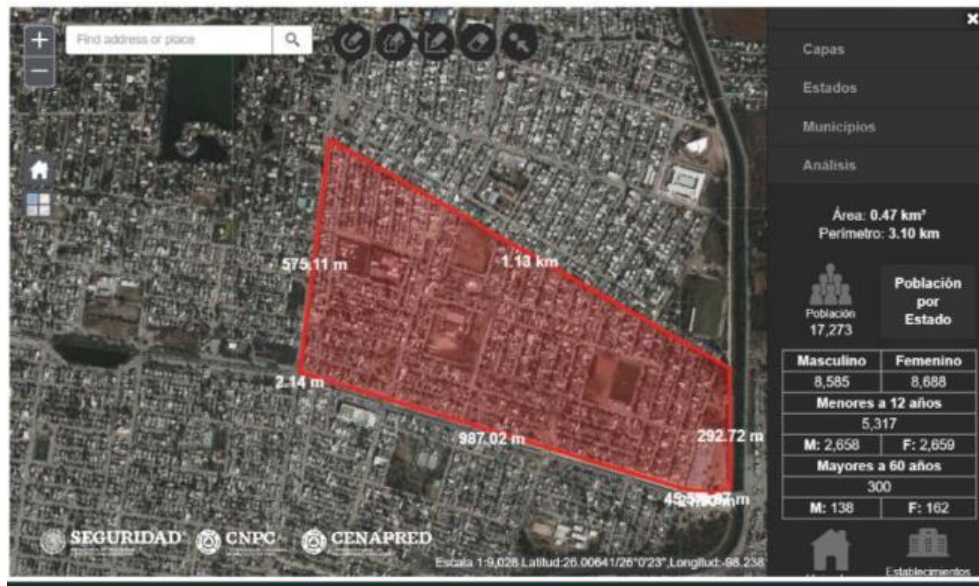 ×
+
Find address or place
−
Capas
Estados
Municipios
Análisis
Área: 0.47 km²
Perímetro: 3.10 km
Población
17,273
Población
por
Estado
Masculino Femenino
8,585 8,688
Menores a 12 años
5,317
M: 2,658 F: 2,659
Mayores a 60 años
300
M: 138 F: 162
Establecimientos
575.11 m
1.13 km
2.14 m
987.02 m
292.72 m
SEGURIDAD CNPC CENAPRED
Escala 1:9,028 Latitud:26.00641/26°0'23",Longitud:-98.238